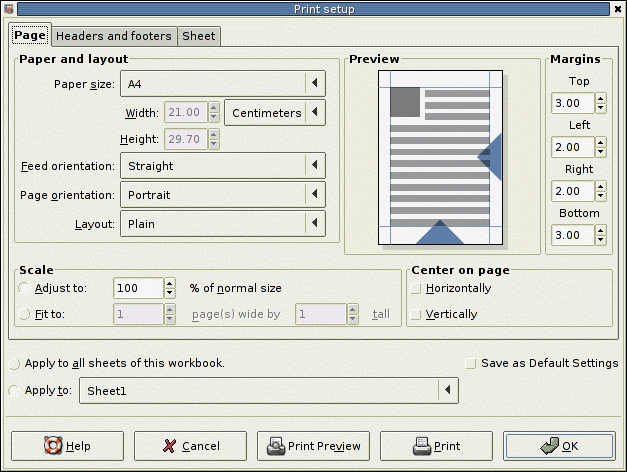 Print setup
Page Headers and footers Sheet
Paper and layout
Paper size: A4
Width: 21.00 Centimeters
Height: 29.70
Feed orientation: Straight
Page orientation: Portrait
Layout: Plain
Preview
Margins
Top
3.00
Left
2.00
Right
2.00
Bottom
3.00
Scale
Adjust to: 100 % of normal size
Fit to: 1 page(s) wide by 1 tall
Center on page
Horizontally
Vertically
Apply to all sheets of this workbook.
Save as Default Settings
Apply to: Sheet1
Help Cancel Print Preview Print OK